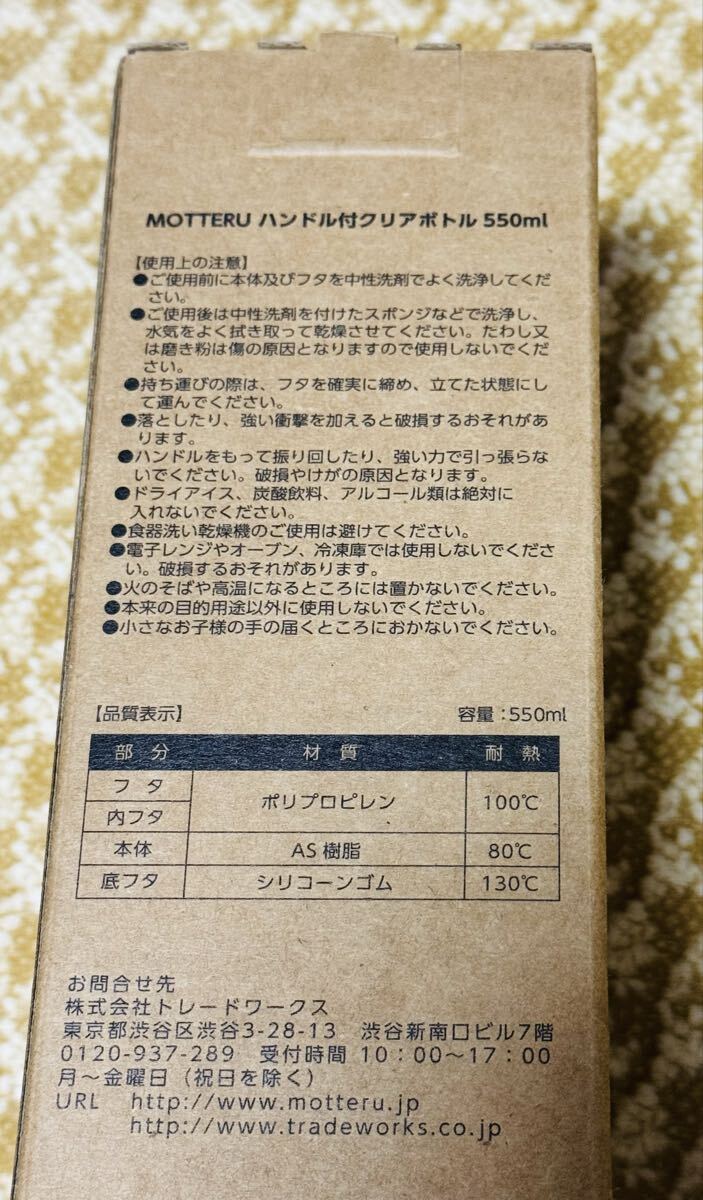 MOTTERU ハンドル付クリアボトル 550ml
【使用上の注意】
●ご使用前に本体及びフタを中性洗剤でよく洗浄してくだ
さい。
●ご使用後は中性洗剤を付けたスポンジなどで洗浄し、
水気をよく拭き取って乾燥させてください。たわし又
は磨き粉は傷の原因となりますので使用しないでくだ
さい。
●持ち運びの際は、フタを確実に締め、立てた状態にし
て運んでください。
●落としたり、強い衝撃を加えると破損するおそれがあ
ります。
●ハンドルをもって振り回したり、強い力で引っ張らな
いでください。破損やけがの原因となります。
●ドライアイス、炭酸飲料、アルコール類は絶対に
入れないでください。
●食器洗い乾燥機のご使用は避けてください。
●電子レンジやオーブン、冷凍庫では使用しないでくださ
い。破損するおそれがあります。
●火のそばや高温になるところには置かないでください。
●本来の目的用途以外に使用しないでください。
●小さなお子様の手の届くところにおかないでください。
【品質表示】 容量：550ml
部分 材質 耐熱
フタ ポリプロピレン 100℃
内フタ
本体 AS樹脂 80℃
底フタ シリコーンゴム 130℃
お問合せ先
株式会社トレードワークス
東京都渋谷区渋谷3-28-13 渋谷新南口ビル7階
0120-937-289 受付時間 10：00〜17：00
月〜金曜日（祝日を除く）
URL http://www.motteru.jp
http://www.tradeworks.co.jp